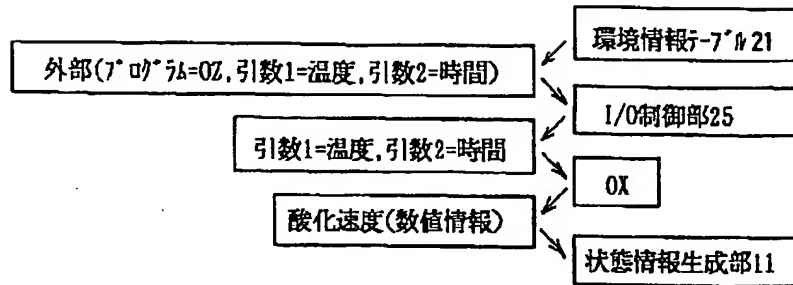 環境情報テーブル21
外部(プログラム=OX,引数1=温度,引数2=時間)
I/O制御部25
引数1=温度,引数2=時間
OX
酸化速度(数値情報)
状態情報生成部11